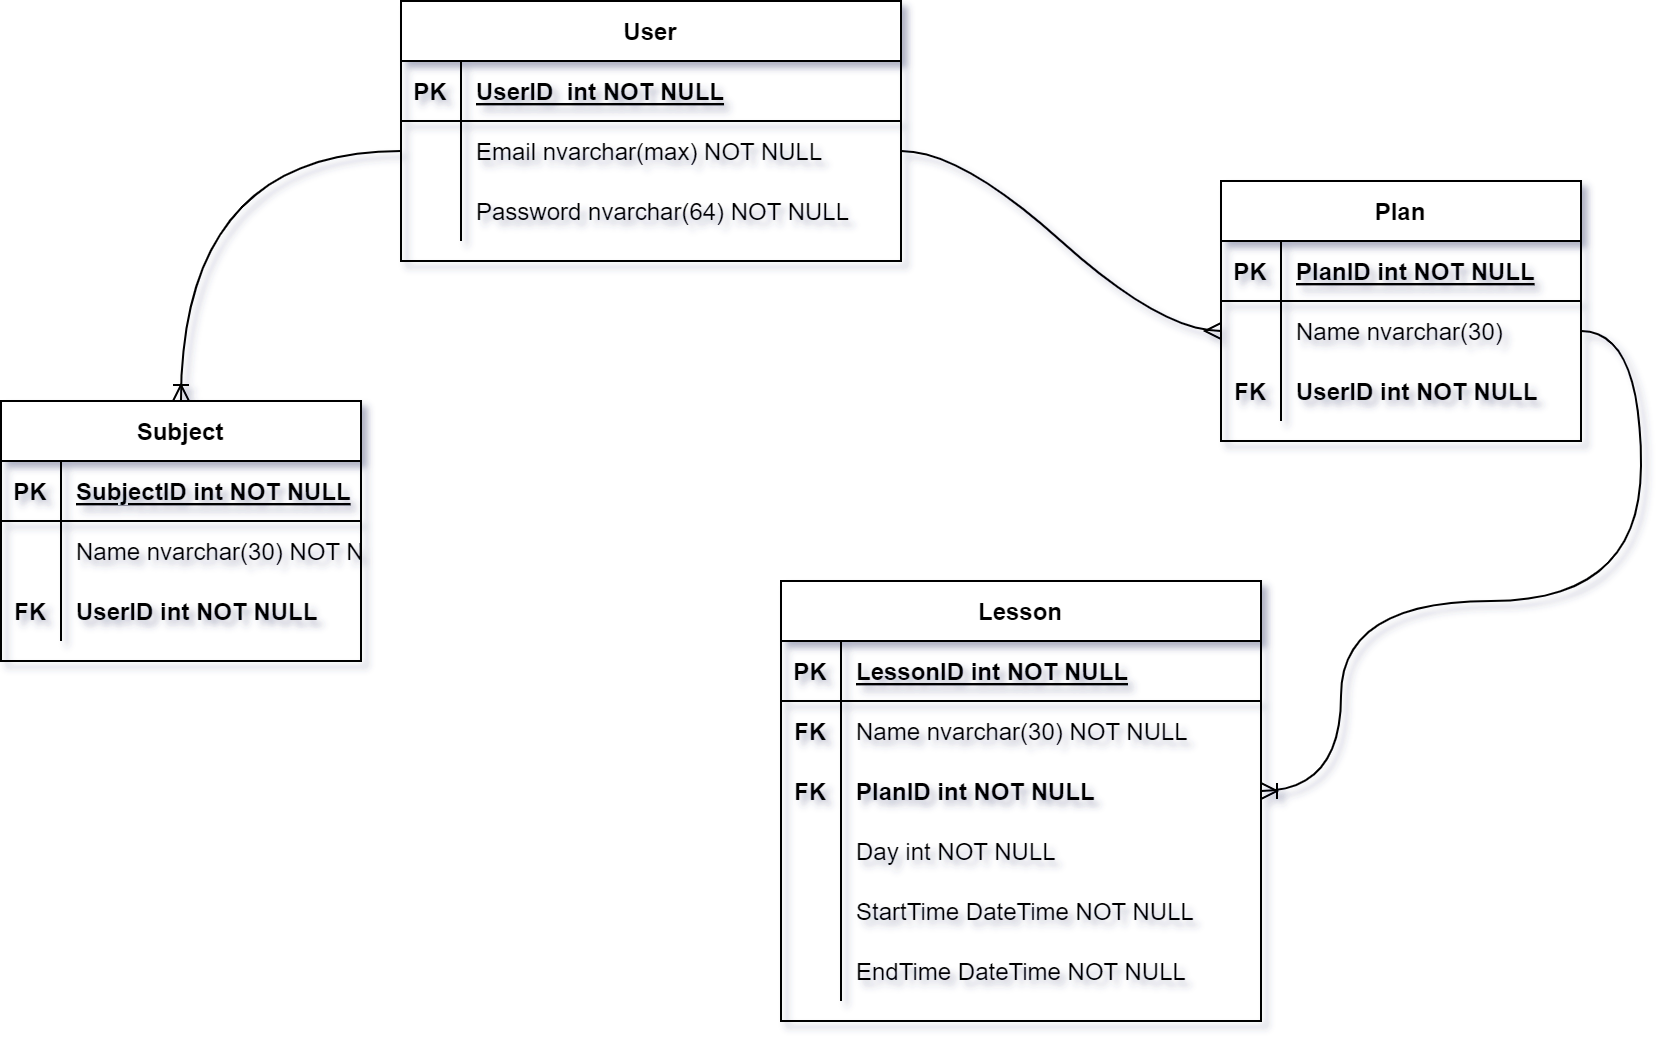 User
PK UserID int NOT NULL
Email nvarchar(max) NOT NULL
Password nvarchar(64) NOT NULL
Plan
PK PlanID int NOT NULL
Name nvarchar(30)
FK UserID int NOT NULL
Subject
PK SubjectID int NOT NULL
Name nvarchar(30) NOT N
FK UserID int NOT NULL
Lesson
PK LessonID int NOT NULL
FK Name nvarchar(30) NOT NULL
FK PlanID int NOT NULL
Day int NOT NULL
StartTime DateTime NOT NULL
EndTime DateTime NOT NULL